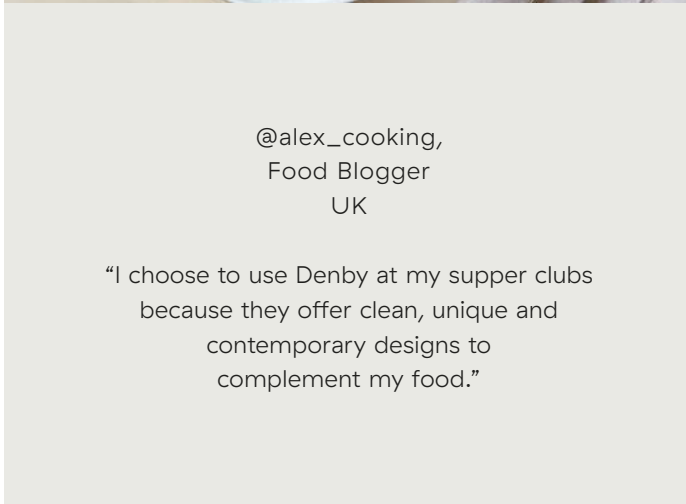 @alex_cooking,
Food Blogger
UK
“I choose to use Denby at my supper clubs
because they offer clean, unique and
contemporary designs to
complement my food.”